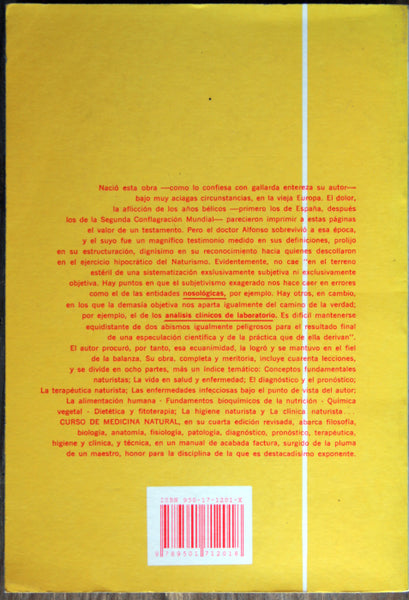 Nació esta obra —como lo confiesa con gallarda entereza su autor—
bajo muy aciagas circunstancias, en la vieja Europa. El dolor,
la aflicción de los años bélicos —primero los de España, después
los de la Segunda Conflagración Mundial— parecieron imprimir a estas páginas
el valor de un testamento. Pero el doctor Alfonso sobrevivió a esa época,
y el suyo fue un magnífico testimonio medido en sus definiciones, prolijo
en su estructuración, dignísimo en su reconocimiento hacia quienes descollaron
en el ejercicio hipocrático del Naturismo. Evidentemente, no cae "en el terreno
estéril de una sistematización exslusivamente subjetiva ni exclusivamente
objetiva. Hay puntos en que el subjetivismo exagerado nos hace caer en errores
como el de las entidades nosológicas, por ejemplo. Hay otros, en cambio,
en los que la demasía objetiva nos aparta igualmente del camino de la verdad;
por ejemplo, el de los análisis clínicos de laboratorio. Es difícil mantenerse
equidistante de dos abismos igualmente peligrosos para el resultado final
de una especulación científica y de la práctica que de ella derivan".
El autor procuró, por tanto, esa ecuanimidad, la logró y se mantuvo en el fiel
de la balanza, Su obra, completa y meritoria, incluye cuarenta lecciones,
y se divide en ocho partes, más un índice temático: Conceptos fundamentales
naturistas; La vida en salud y enfermedad; El diagnóstico y el pronóstico;
La terapéutica naturista; Las enfermedades infecciosas bajo el punto de vista del autor;
La alimentación humana - Fundamentos bioquímicos de la nutrición - Química
vegetal - Dietética y fitoterapia; La higiene naturista y La clínica naturista...
CURSO DE MEDICINA NATURAL, en su cuarta edición revisada, abarca filosofía,
biología, anatomía, fisiología, patología, diagnóstico, pronóstico, terapéutica,
higiene y clínica, y técnica, en un manual de acabada factura, surgido de la pluma
de un maestro, honor para la disciplina de la que es destacadísimo exponente.
ISBN 950-17-1201-X
9 789501 712018